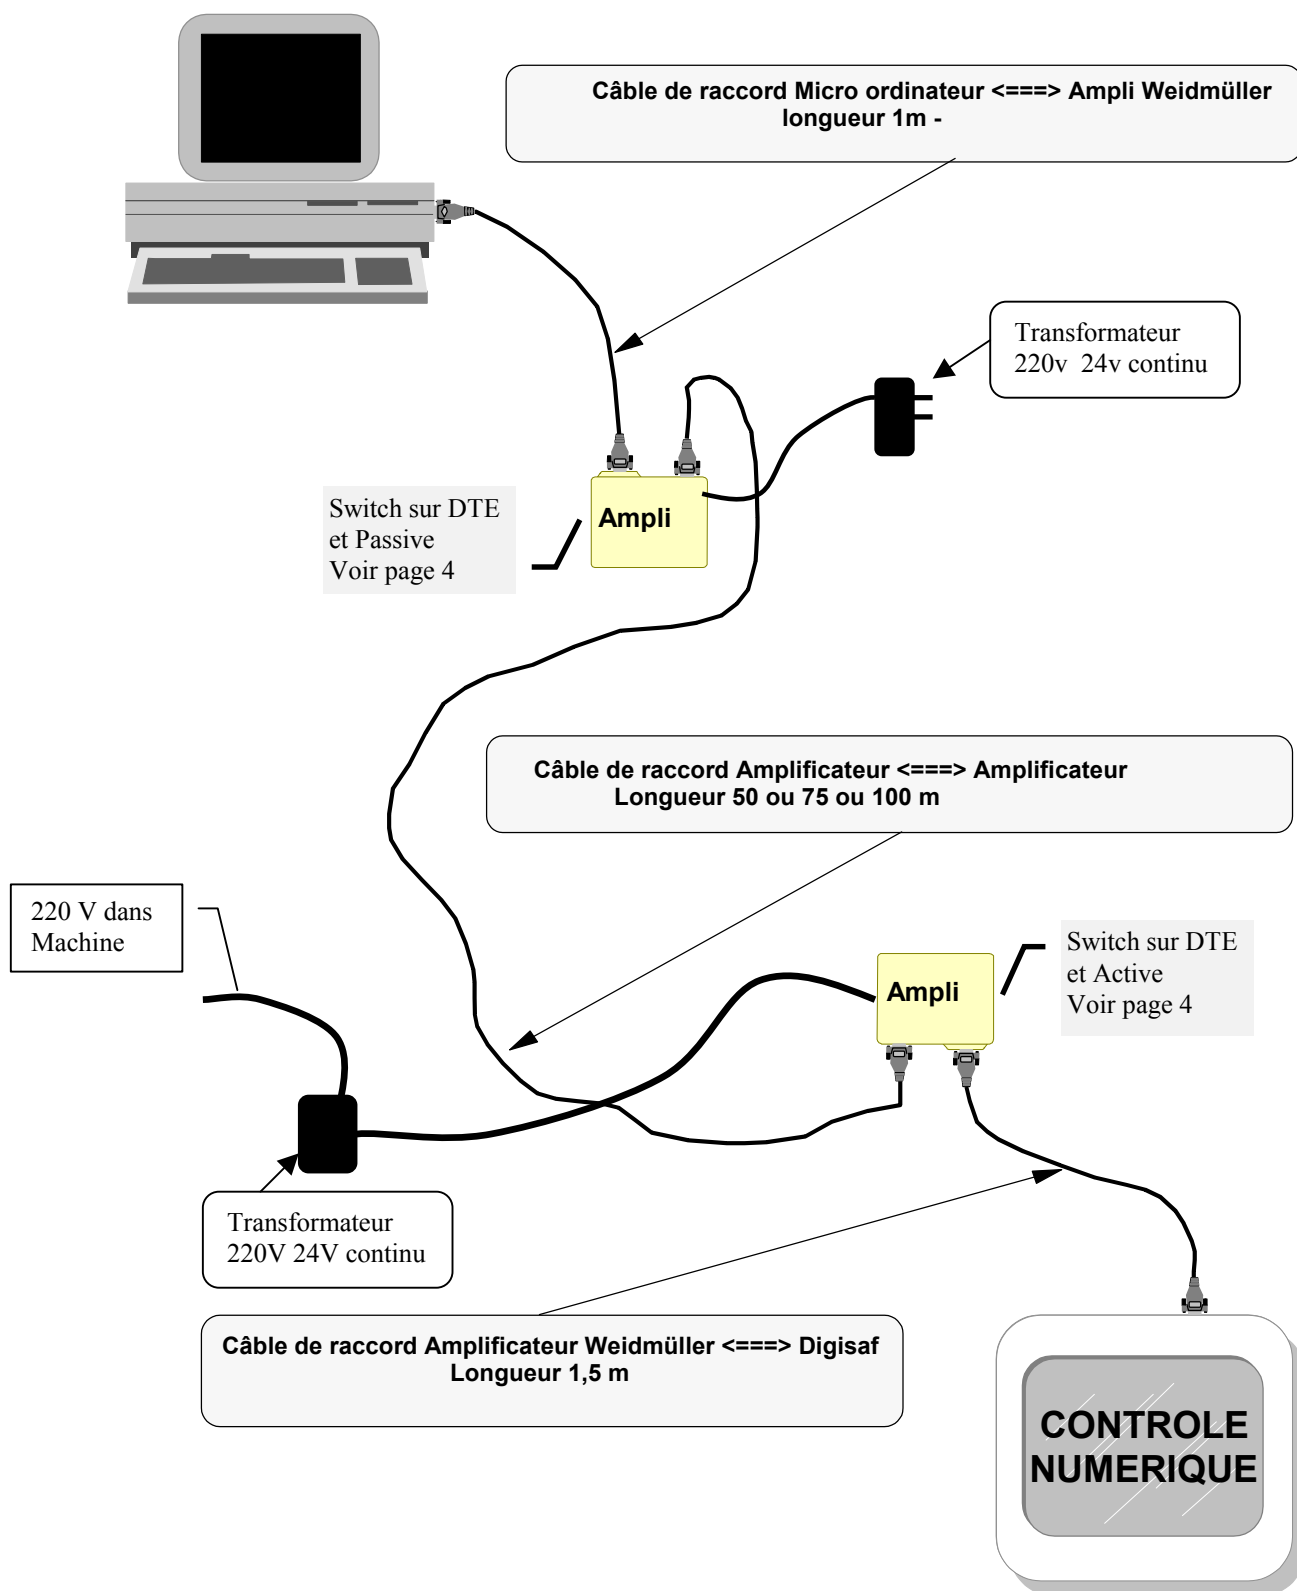 Câble de raccord Micro ordinateur <===> Ampli Weidmüller
longueur 1m -
Transformateur
220v 24v continu
Switch sur DTE
et Passive
Voir page 4
Ampli
Câble de raccord Amplificateur <===> Amplificateur
Longueur 50 ou 75 ou 100 m
220 V dans
Machine
Switch sur DTE
et Active
Voir page 4
Ampli
Transformateur
220V 24V continu
Câble de raccord Amplificateur Weidmüller <===> Digisaf
Longueur 1,5 m
CONTROLE
NUMERIQUE